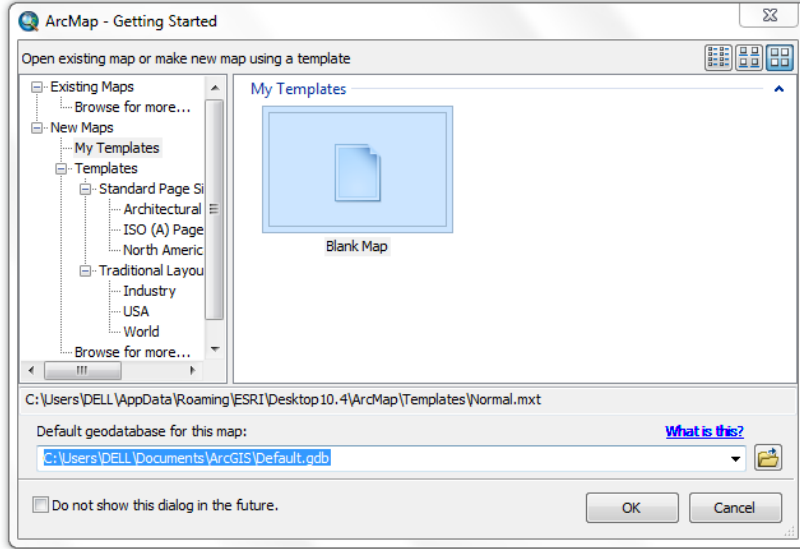 ArcMap - Getting Started
Open existing map or make new map using a template
Existing Maps
Browse for more...
New Maps
My Templates
Templates
Standard Page Si
Architectural
ISO (A) Page
North Americ
Traditional Layou
Industry
USA
World
Browse for more...
My Templates
Blank Map
C:\Users\DELL\AppData\Roaming\ESRI\Desktop10.4\ArcMap\Templates\Normal.mxt
Default geodatabase for this map:
What is this?
C:\Users\DELL\Documents\ArcGIS\Default.gdb
Do not show this dialog in the future.
OK
Cancel